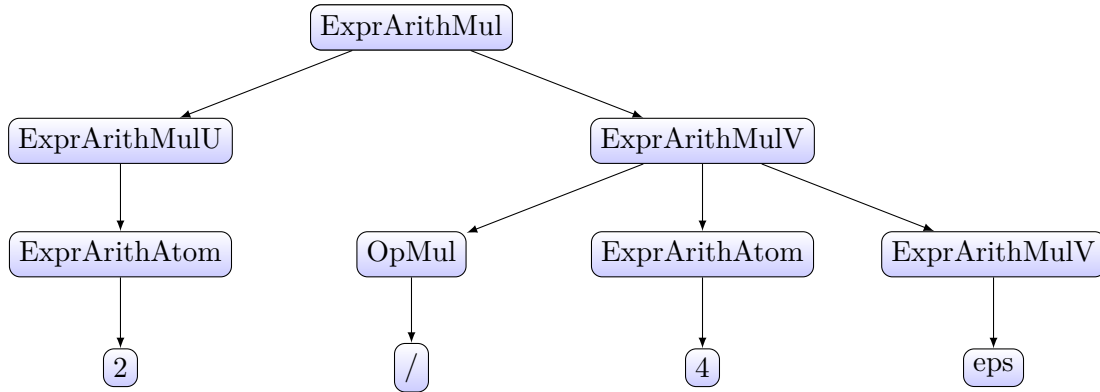 ExprArithMul
ExprArithMulU ExprArithMulV
ExprArithAtom OpMul ExprArithAtom ExprArithMulV
2 / 4 eps